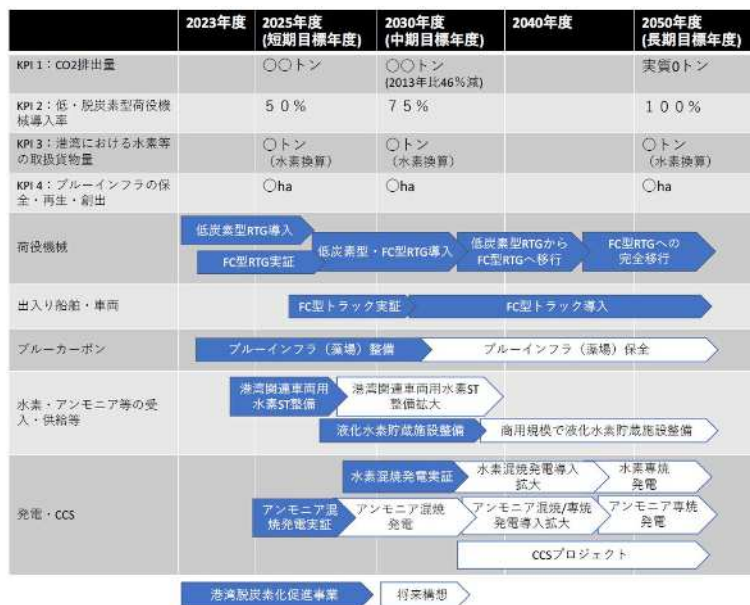 2023年度
2025年度
(短期目標年度)
2030年度
(中期目標年度)
2040年度
2050年度
(長期目標年度)
KPI 1：CO2排出量
○○トン
○○トン
(2013年比46％減)
実質0トン
KPI 2：低・脱炭素型荷役機
械導入率
５０%
７５%
１００%
KPI 3：港湾における水素等
の取扱貨物量
○トン
（水素換算）
○トン
（水素換算）
○トン
（水素換算）
KPI 4：ブルーインフラの保
全・再生・創出
○ha
○ha
○ha
荷役機械
低炭素型RTG導入
FC型RTG実証
低炭素型・FC型RTG導入
低炭素型RTGから
FC型RTGへ移行
FC型RTGへの
完全移行
出入り船舶・車両
FC型トラック実証
FC型トラック導入
ブルーカーボン
ブルーインフラ（藻場）整備
ブルーインフラ（藻場）保全
水素・アンモニア等の受
入・供給等
港湾関連車両用
水素ST整備
港湾関連車両用水素ST
整備拡大
液化水素貯蔵施設整備
商用規模で液化水素貯蔵施設整備
発電・CCS
水素混焼発電実証
水素混焼発電導入
拡大
水素専焼
発電
アンモニア混
焼発電実証
アンモニア混焼
発電
アンモニア混焼/専焼
発電導入拡大
アンモニア専焼
発電
CCSプロジェクト
港湾脱炭素化促進事業
将来構想